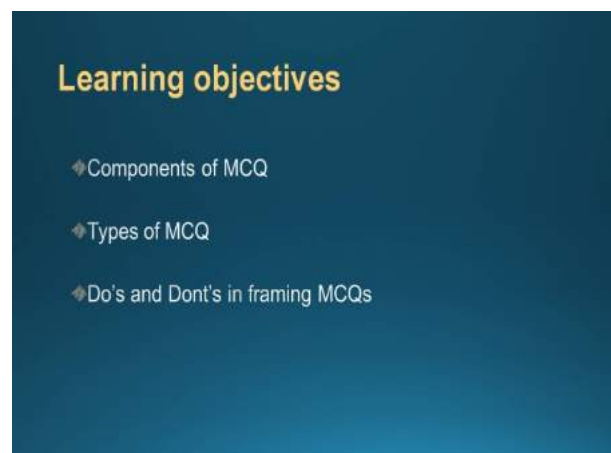 Learning objectives
Components of MCQ
Types of MCQ
Do's and Dont's in framing MCQs